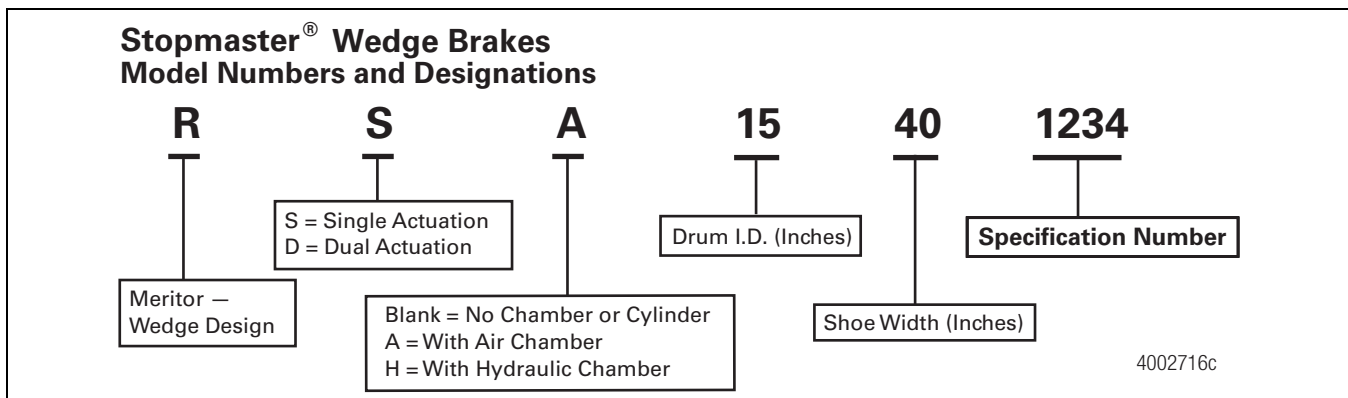 Stopmaster® Wedge Brakes
Model Numbers and Designations
R S A 15 40 1234
S = Single Actuation
D = Dual Actuation
Drum I.D. (Inches)
Specification Number
Meritor —
Wedge Design
Blank = No Chamber or Cylinder
A = With Air Chamber
H = With Hydraulic Chamber
Shoe Width (Inches)
4002716c